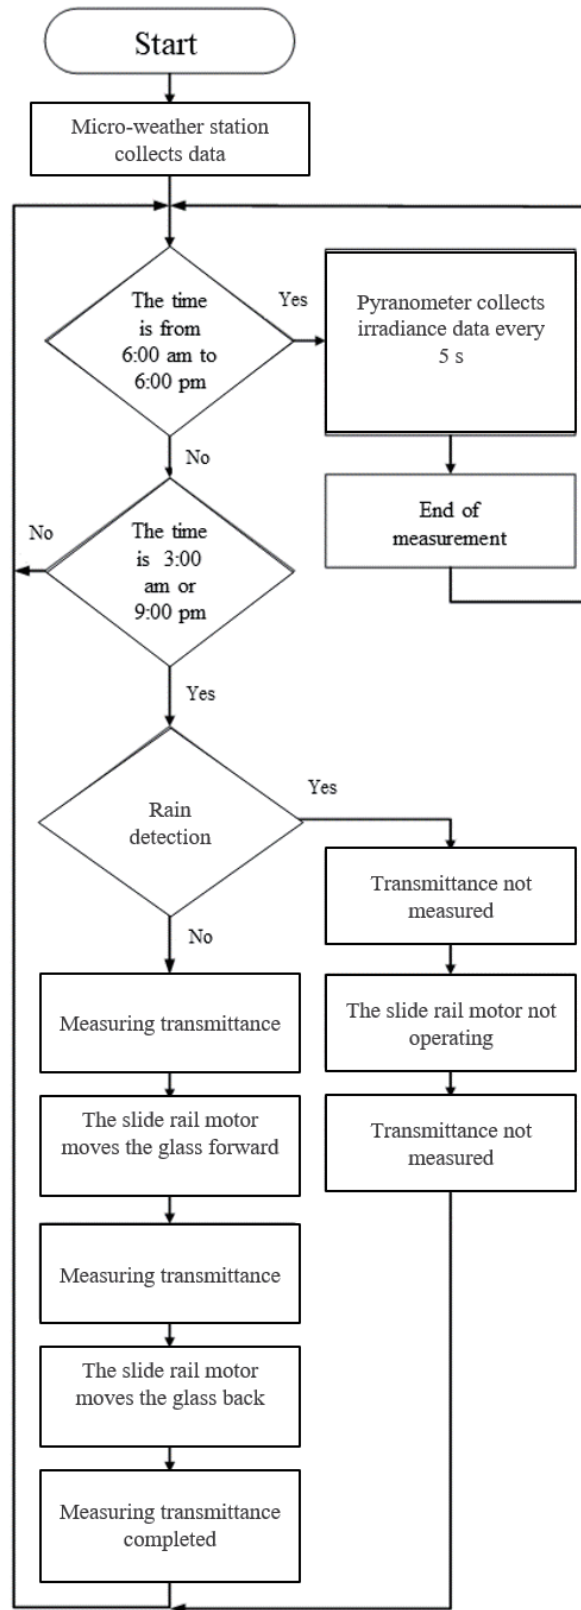 Start
Micro-weather station
collects data
The time
is from
6:00 am to
6:00 pm
Yes
Pyranometer collects
irradiance data every
5 s
No
End of
measurement
No
The time
is 3:00
am or
9:00 pm
Yes
Rain
detection
Yes
Transmittance not
measured
No
Measuring transmittance
The slide rail motor not
operating
The slide rail motor
moves the glass forward
Transmittance not
measured
Measuring transmittance
The slide rail motor
moves the glass back
Measuring transmittance
completed